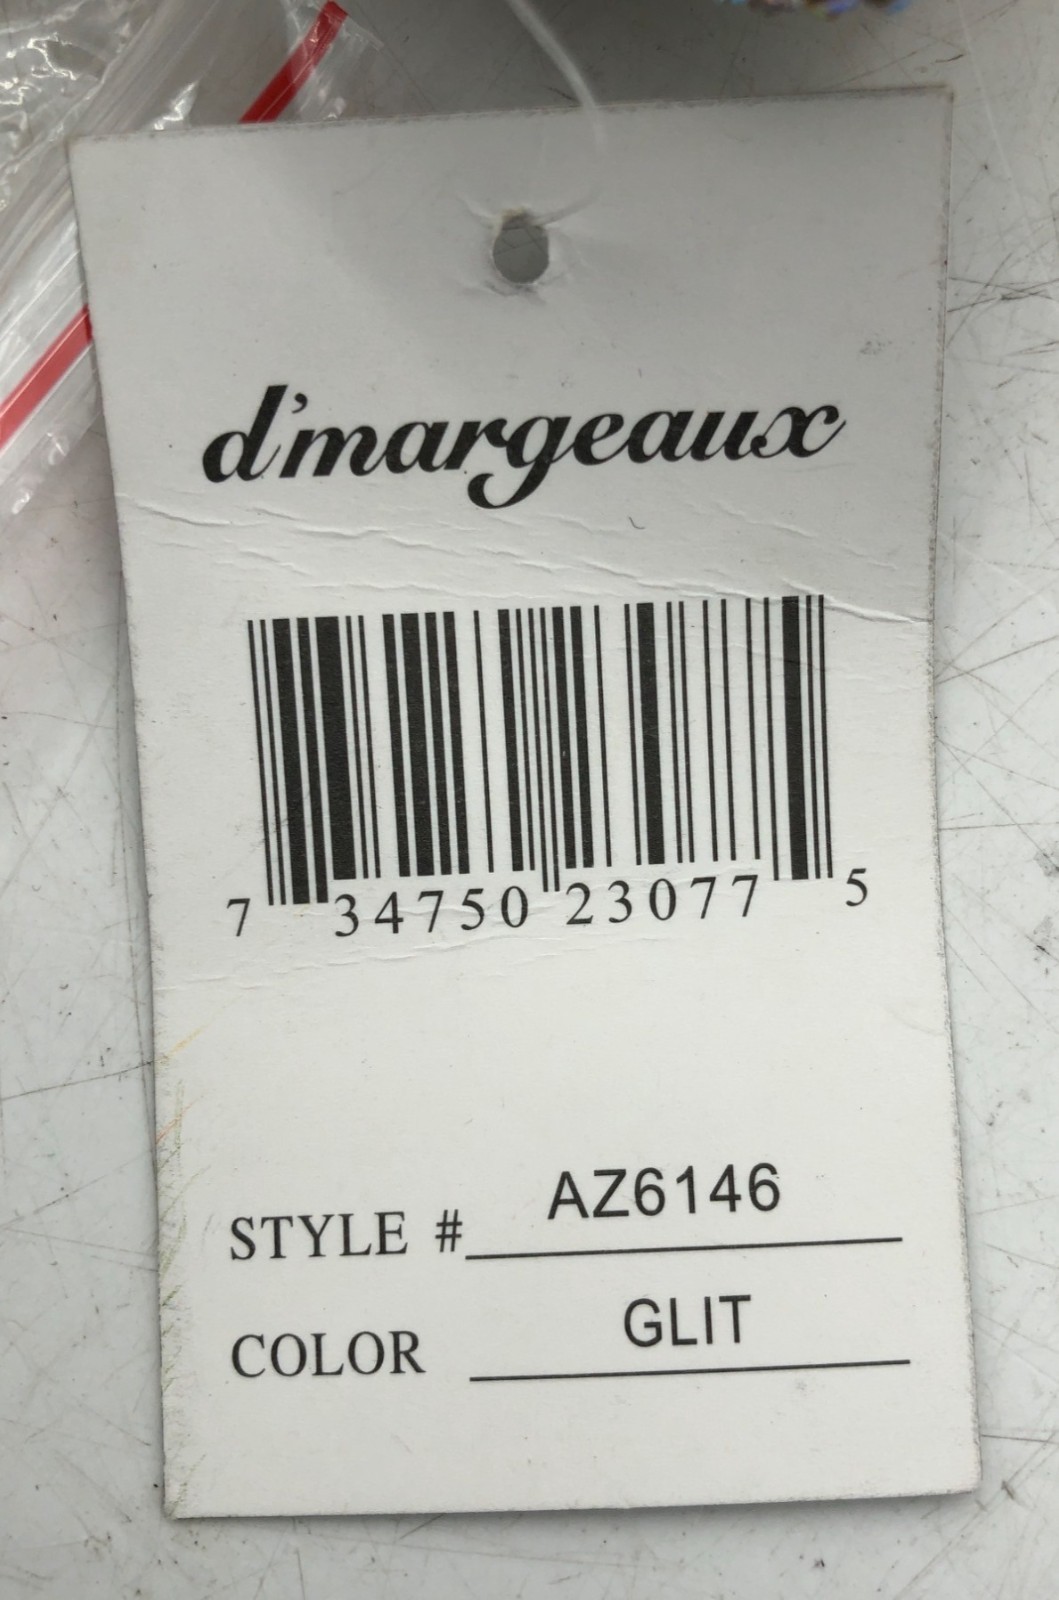 d'margeaux
7 34750 23077 5
STYLE # AZ6146
COLOR GLIT